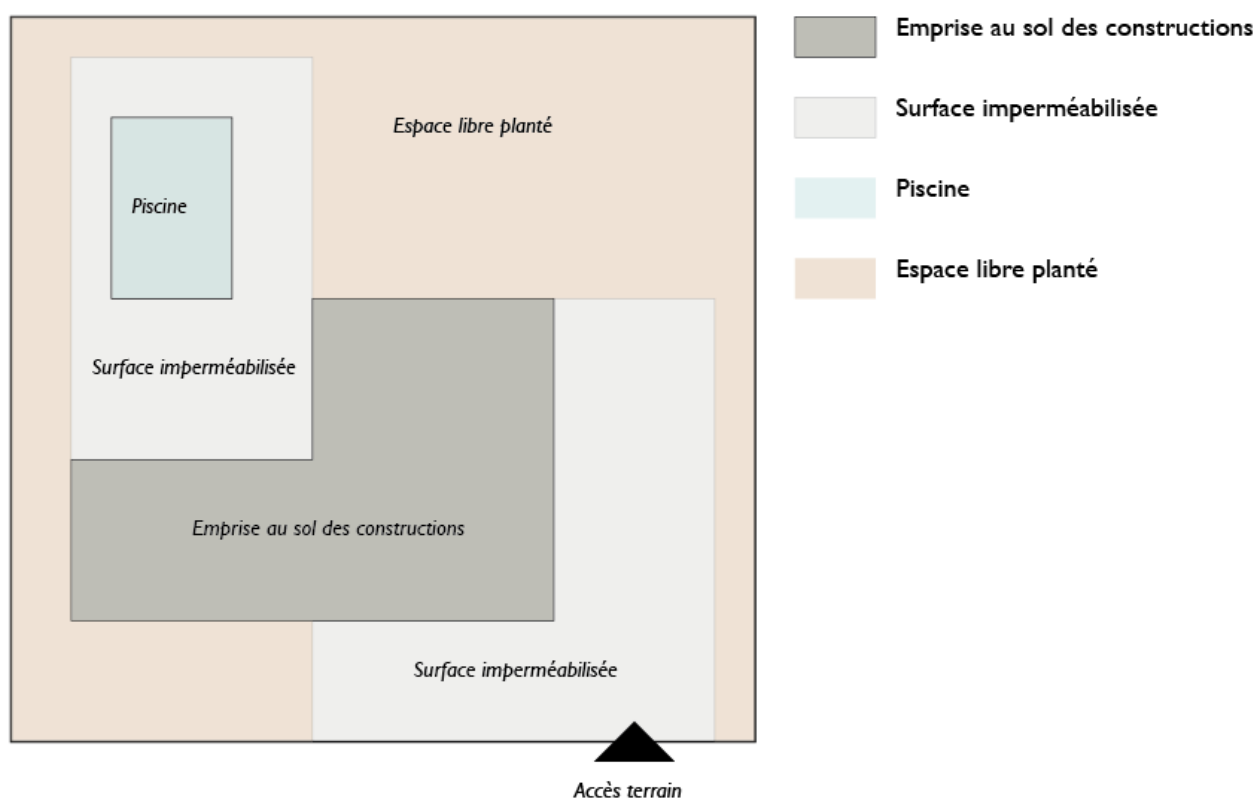 Emprise au sol des constructions
Surface imperméabilisée
Piscine
Espace libre planté
Espace libre planté
Piscine
Surface imperméabilisée
Emprise au sol des constructions
Surface imperméabilisée
Accès terrain